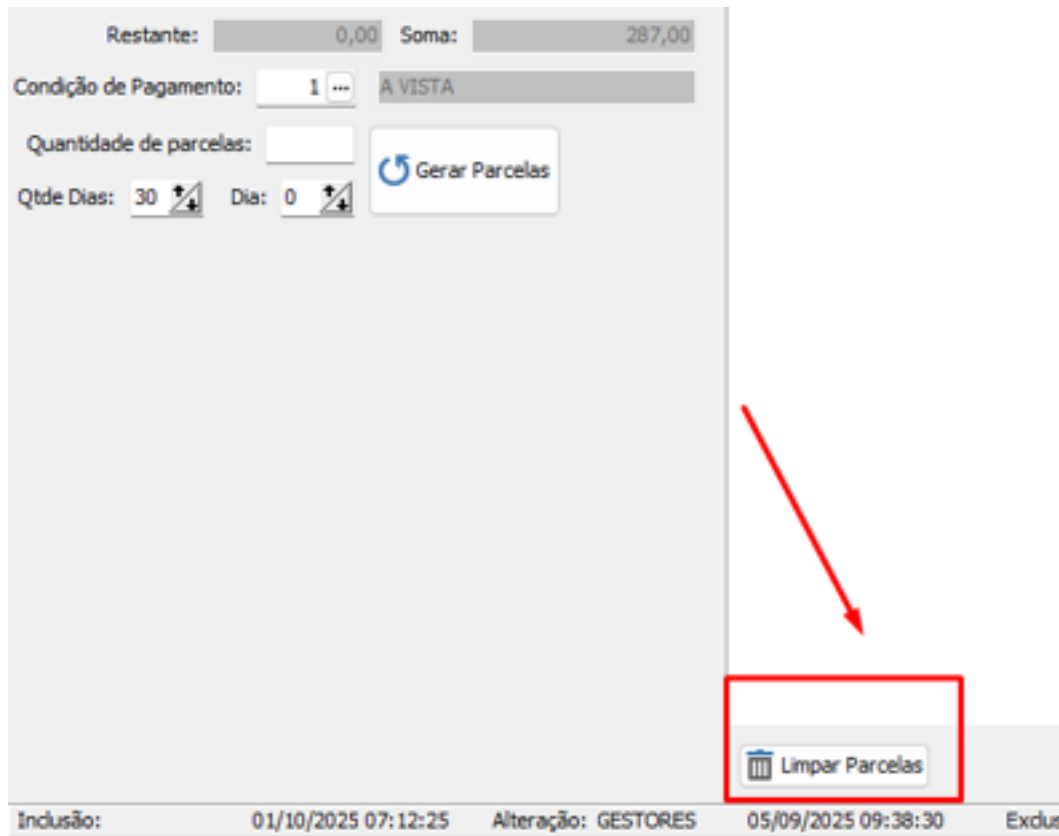 Restante: 0,00 Soma: 287,00
Condição de Pagamento: 1 ... A VISTA
Quantidade de parcelas:
Gerar Parcelas
Qtde Dias: 30 Dia: 0
Limpar Parcelas
Inclusão: 01/10/2025 07:12:25 Alteração: GESTORES 05/09/2025 09:38:30 Exclus